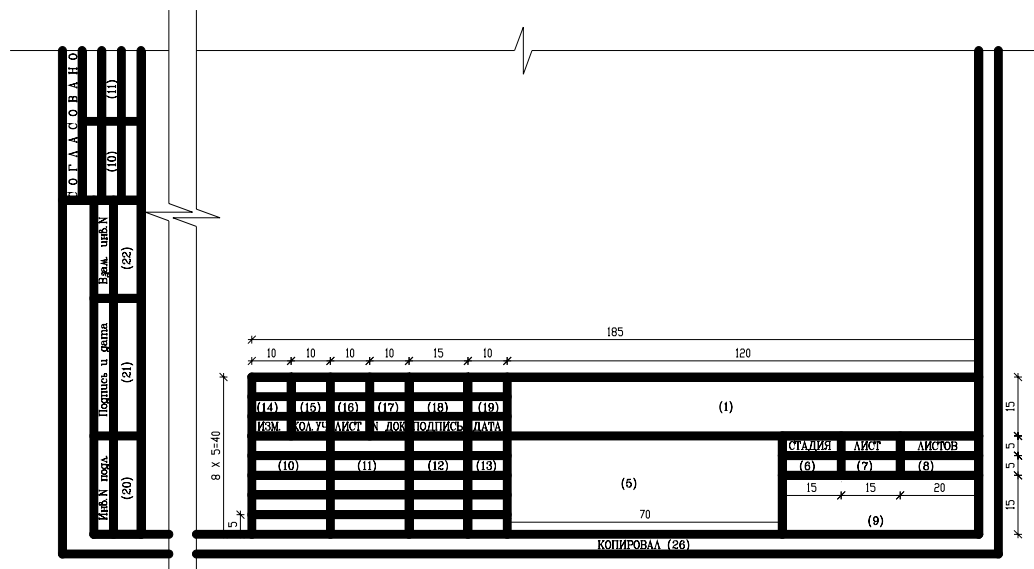 СОГЛАСОВАНО
(11)
(10)
Взам. инв.N
(22)
Подпись и дата
(21)
Инв.N подл.
(20)
185
10 10 10 10 15 10 120
(14) (15) (16) (17) (18) (19) (1)
ИЗМ. КОЛ.УЧ ЛИСТ N ДОК ПОДПИСЬ ДАТА
15
8 X 5=40
СТАДИЯ ЛИСТ ЛИСТОВ
5
(10) (11) (12) (13) (5) (6) (7) (8)
5
15 15 20
70
15
5
(9)
КОПИРОВАЛ (26)